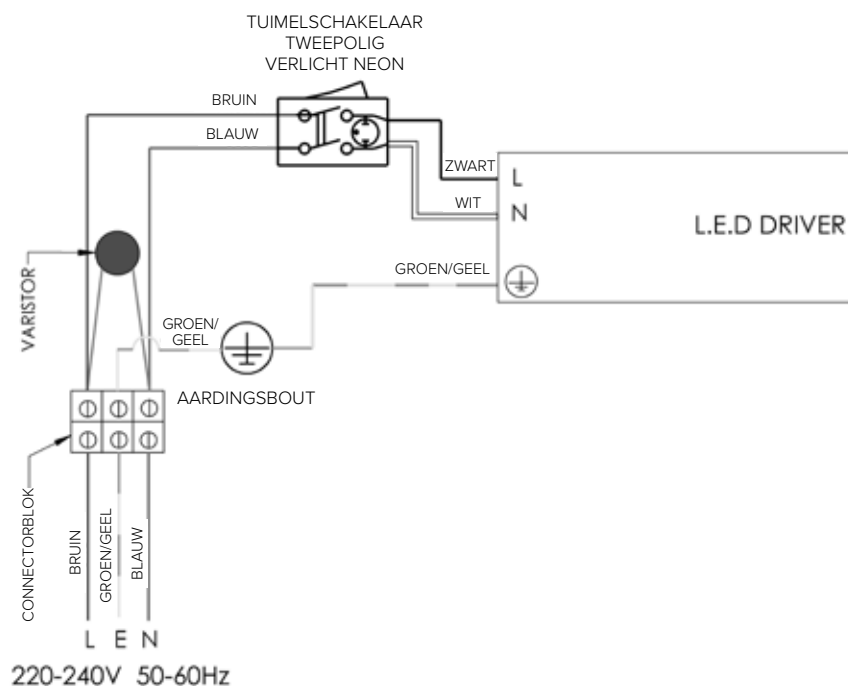 TUIMELSCHAKELAAR
TWEEPOLIG
VERLICHT NEON
BRUIN
BLAUW
ZWART
L
WIT
N
L.E.D DRIVER
GROEN/GEEL
VARISTOR
GROEN/
GEEL
AARDINGSBOUT
CONNECTORBLOK
BRUIN
GROEN/GEEL
BLAUW
L E N
220-240V 50-60Hz